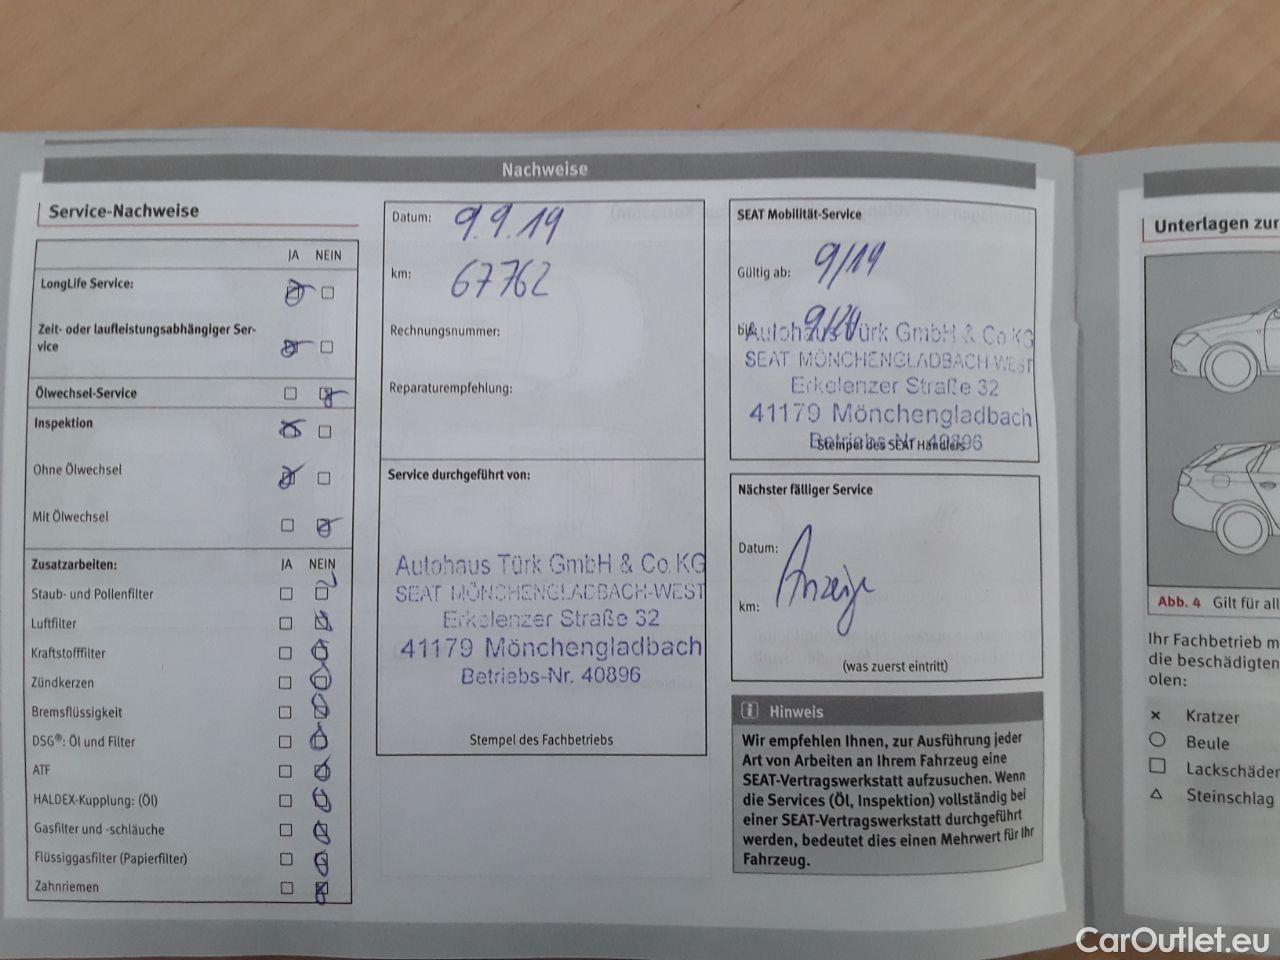 Nachweise
Service-Nachweise
JA NEIN
LongLife Service:
Zeit- oder laufleistungsabhängiger Ser-
vice
Ölwechsel-Service
Inspektion
Ohne Ölwechsel
Mit Ölwechsel
Zusatzarbeiten: JA NEIN
Staub- und Pollenfilter
Luftfilter
Kraftstofffilter
Zündkerzen
Bremsflüssigkeit
DSG®: Öl und Filter
ATF
HALDEX-Kupplung: (Öl)
Gasfilter und -schläuche
Flüssiggasfilter (Papierfilter)
Zahnriemen
Datum: 9.9.19
km: 67762
Rechnungsnummer:
Reparaturempfehlung:
Service durchgeführt von:
Autohaus Türk GmbH & Co.KG
SEAT MÖNCHENGLADBACH-WEST
Erkelenzer Straße 32
41179 Mönchengladbach
Betriebs-Nr. 40896
Stempel des Fachbetriebs
SEAT Mobilität-Service
Gültig ab: 9/19
bis: 9/20
Autohaus Türk GmbH & Co.KG
SEAT MÖNCHENGLADBACH-WEST
Erkelenzer Straße 32
41179 Mönchengladbach
Betriebs-Nr. 40896
Stempel des SEAT Händlers
Nächster fälliger Service
Datum: Anzeige
km:
(was zuerst eintritt)
i Hinweis
Wir empfehlen Ihnen, zur Ausführung jeder
Art von Arbeiten an Ihrem Fahrzeug eine
SEAT-Vertragswerkstatt aufzusuchen. Wenn
die Services (Öl, Inspektion) vollständig bei
einer SEAT-Vertragswerkstatt durchgeführt
werden, bedeutet dies einen Mehrwert für Ihr
Fahrzeug.
Unterlagen zur
Abb. 4 Gilt für all
Ihr Fachbetrieb m
die beschädigten
olen:
Kratzer
Beule
Lackschäden
Steinschlag
CarOutlet.eu